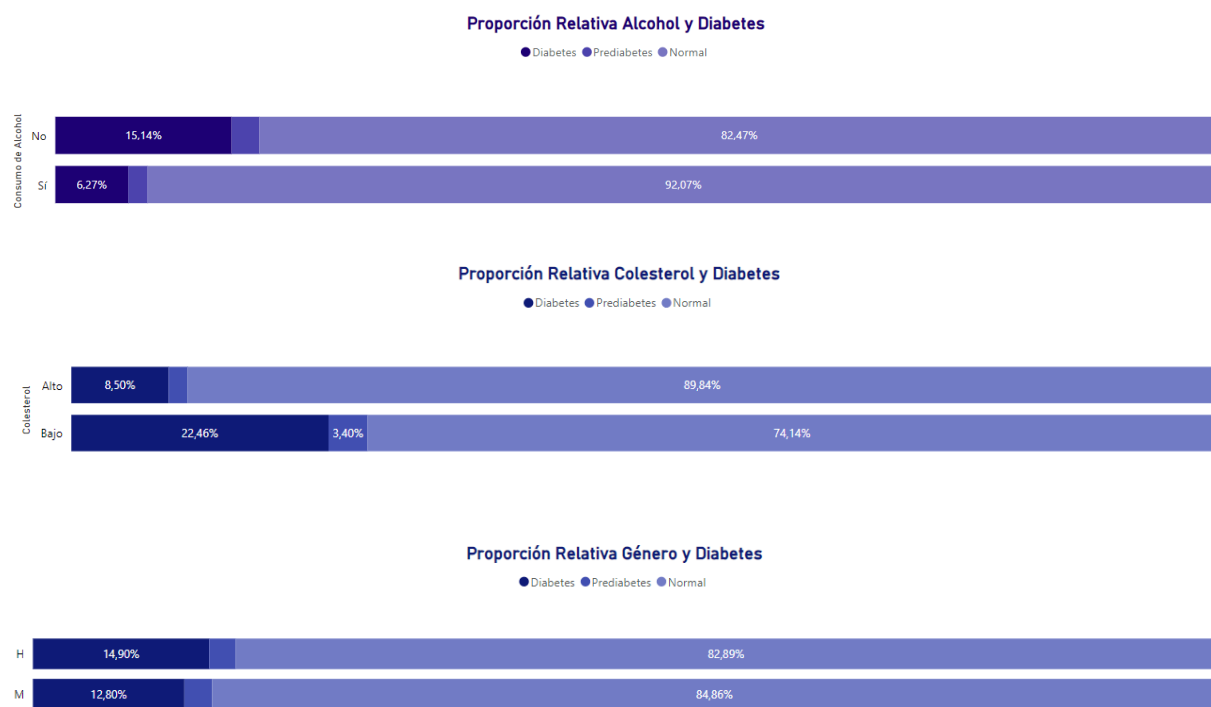 Proporción Relativa Alcohol y Diabetes
Diabetes Prediabetes Normal
Consumo de Alcohol
No 15,14% 82,47%
Sí 6,27% 92,07%
Proporción Relativa Colesterol y Diabetes
Diabetes Prediabetes Normal
Colesterol
Alto 8,50% 89,84%
Bajo 22,46% 3,40% 74,14%
Proporción Relativa Género y Diabetes
Diabetes Prediabetes Normal
H 14,90% 82,89%
M 12,80% 84,86%